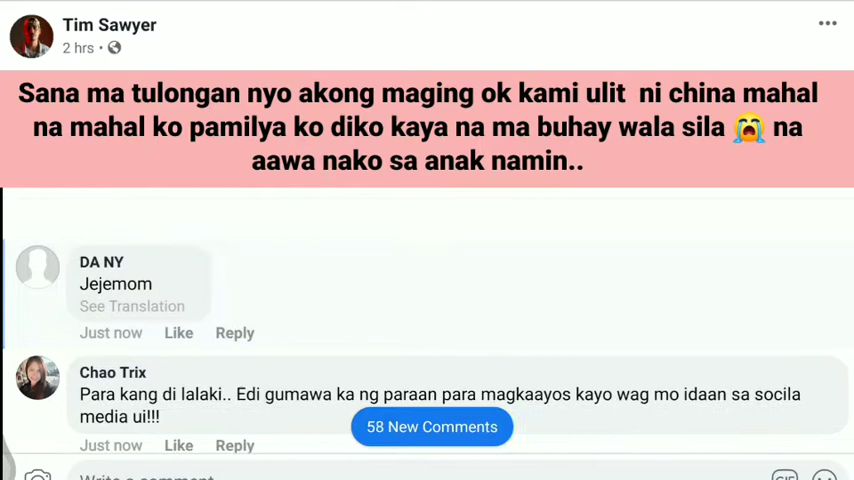 Tim Sawyer
2 hrs
Sana ma tulongan nyo akong maging ok kami ulit ni china mahal
na mahal ko pamilya ko diko kaya na ma buhay wala sila 😭 na
aawa nako sa anak namin..
DA NY
Jejemom
See Translation
Just now Like Reply
Chao Trix
Para kang di lalaki.. Edi gumawa ka ng paraan para magkaayos kayo wag mo idaan sa socila
media ui!!!
58 New Comments
Just now Like Reply
Write a comment
GIF